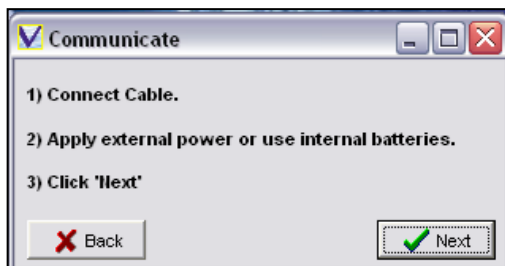 Communicate
1) Connect Cable.
2) Apply external power or use internal batteries.
3) Click 'Next'
Back
Next